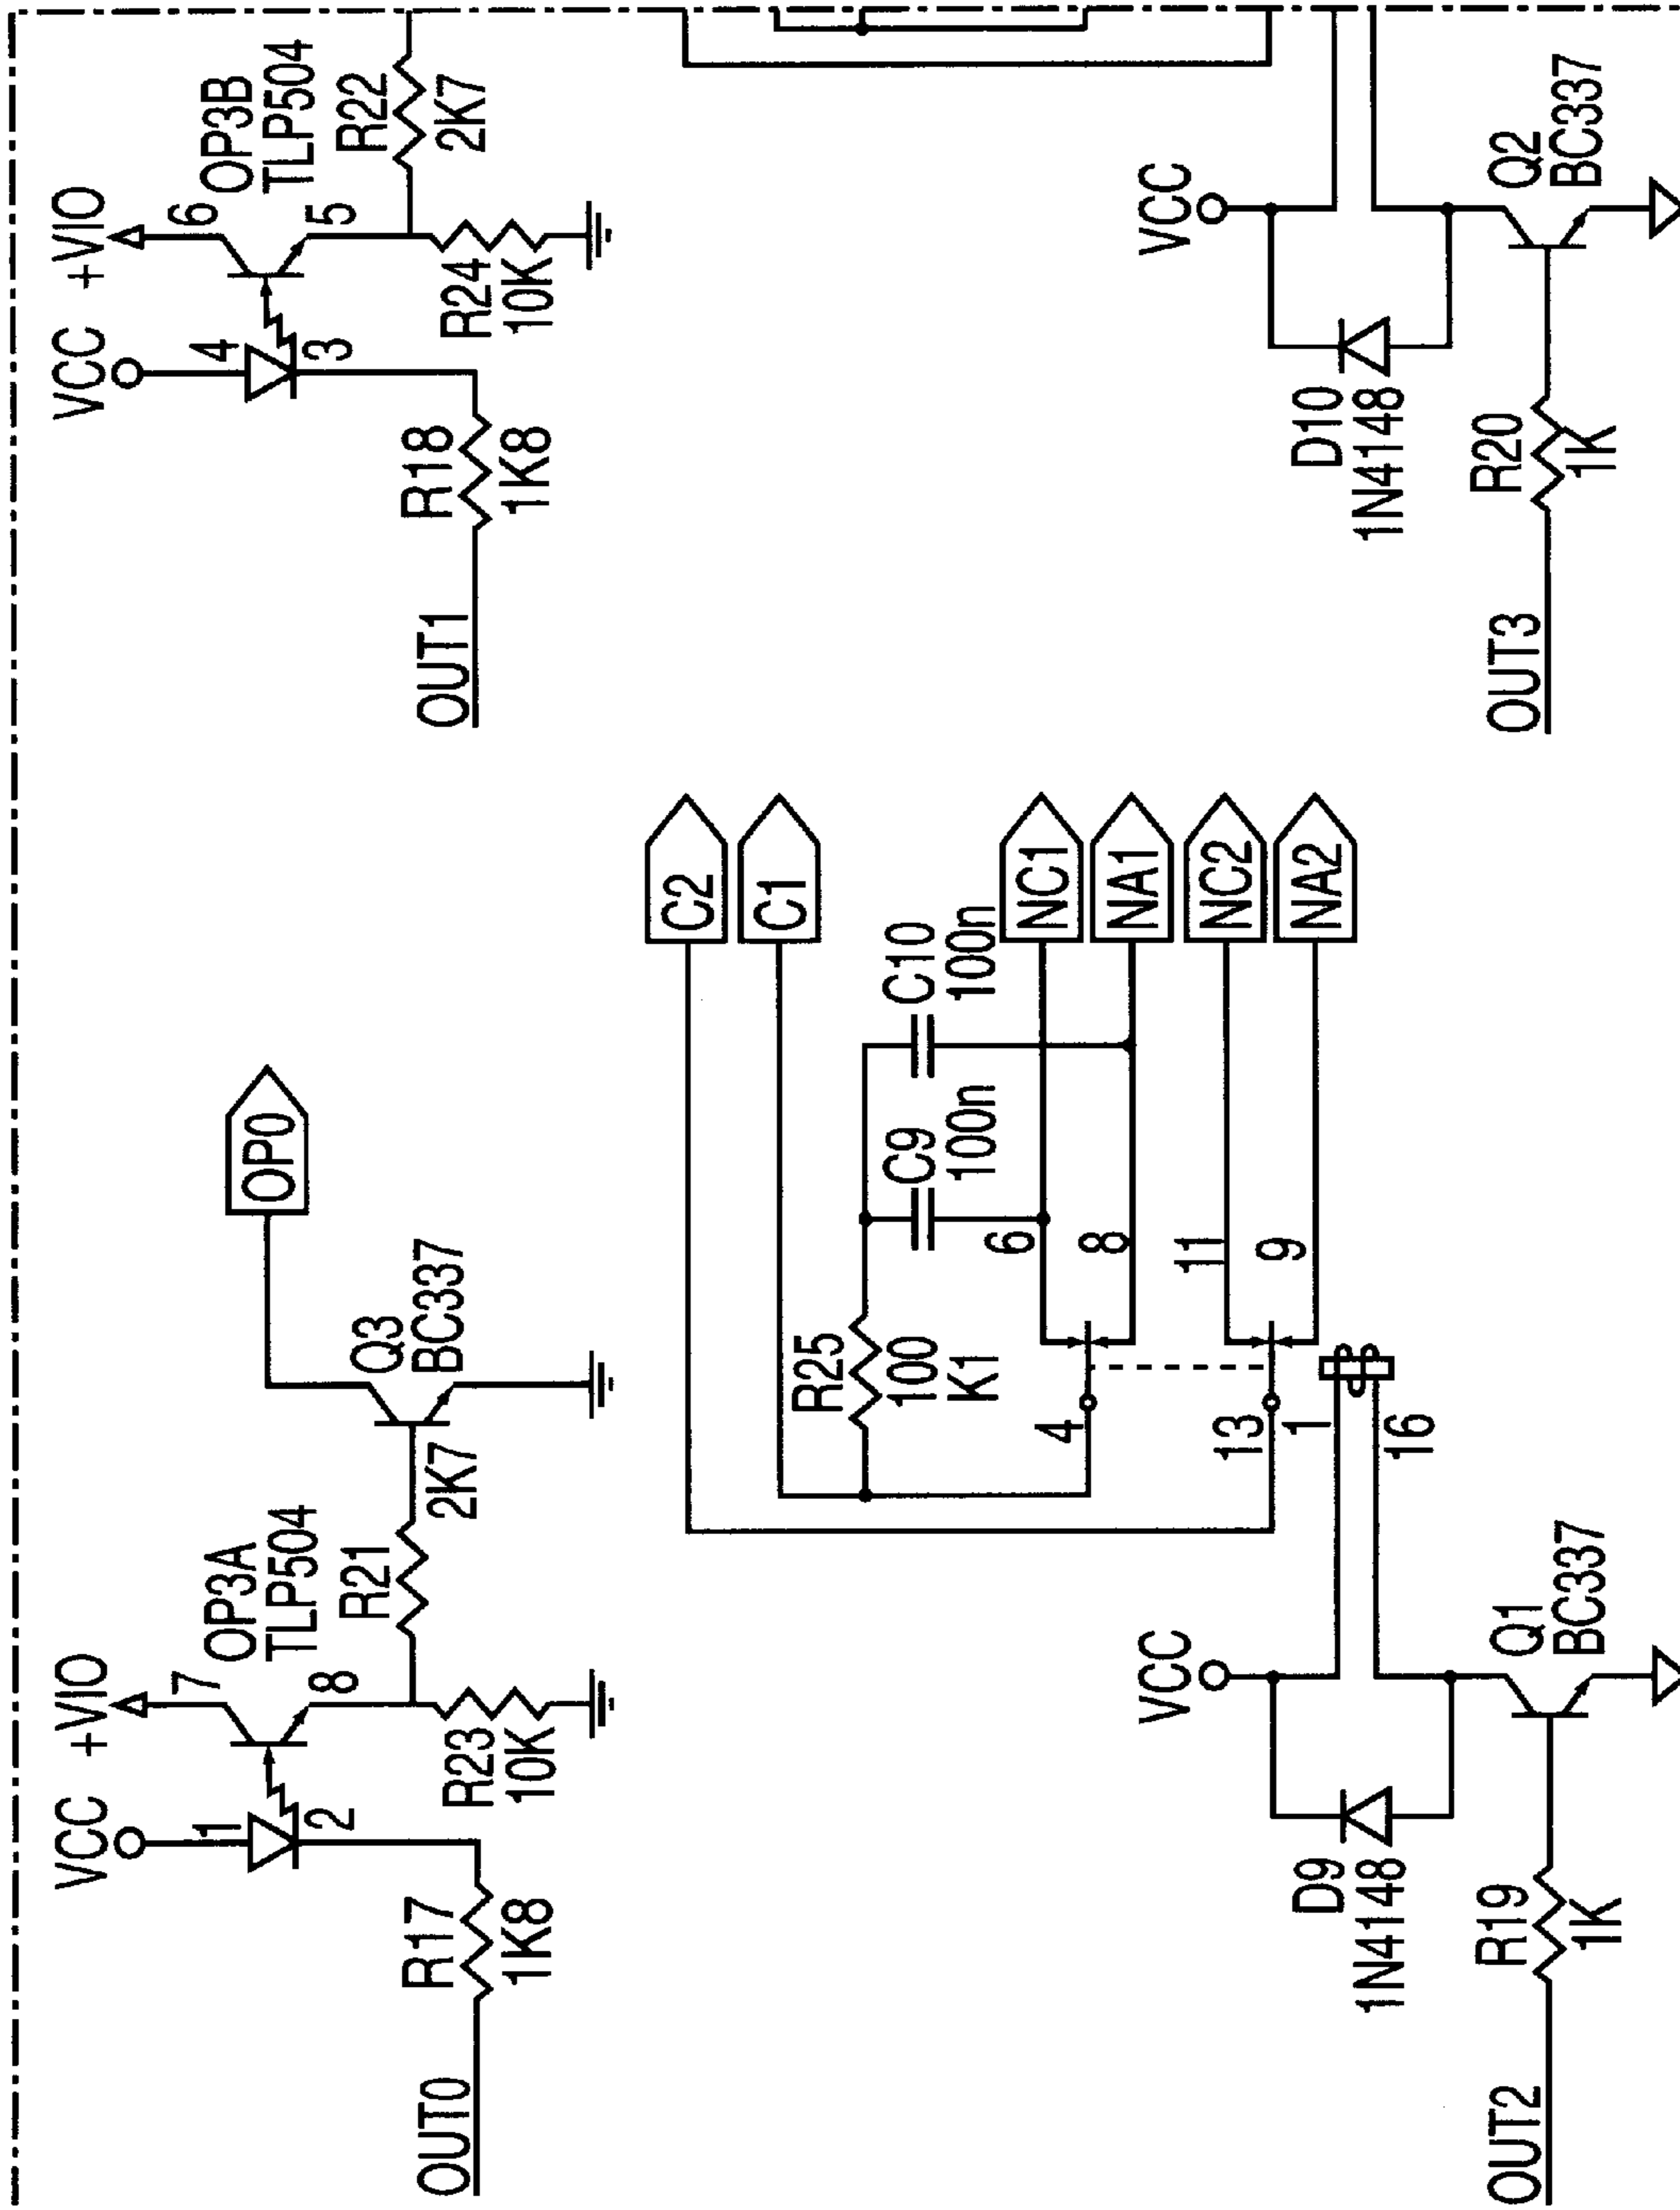 VCC
+VIO
1
2
7
8
OP3A
TLP504
R17
1K8
OUT0
R23
10K
R21
2K7
Q3
BC337
OP0
VCC
+VIO
4
3
6
5
OP3B
TLP504
R18
1K8
OUT1
R24
10K
R22
2K7
C2
C1
R25
100
K1
C9
100n
C10
100n
4
6
8
NC1
NA1
13
11
9
NC2
NA2
1
16
VCC
D9
1N4148
R19
1K
OUT2
Q1
BC337
VCC
D10
1N4148
R20
1K
OUT3
Q2
BC337